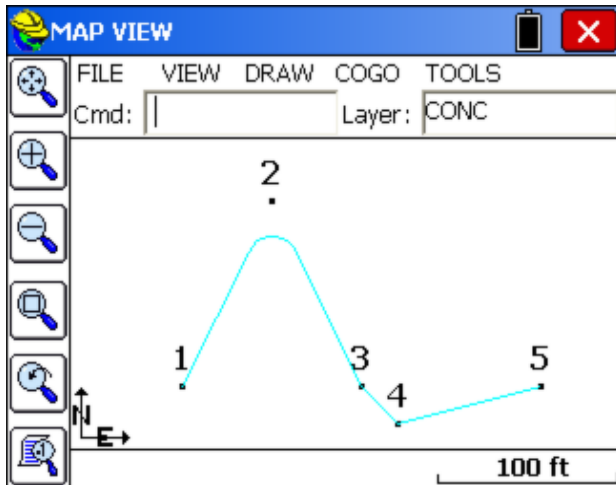 MAP VIEW
FILE VIEW DRAW COGO TOOLS
Cmd: Layer: CONC
2
1 3 5
4
N
E
100 ft